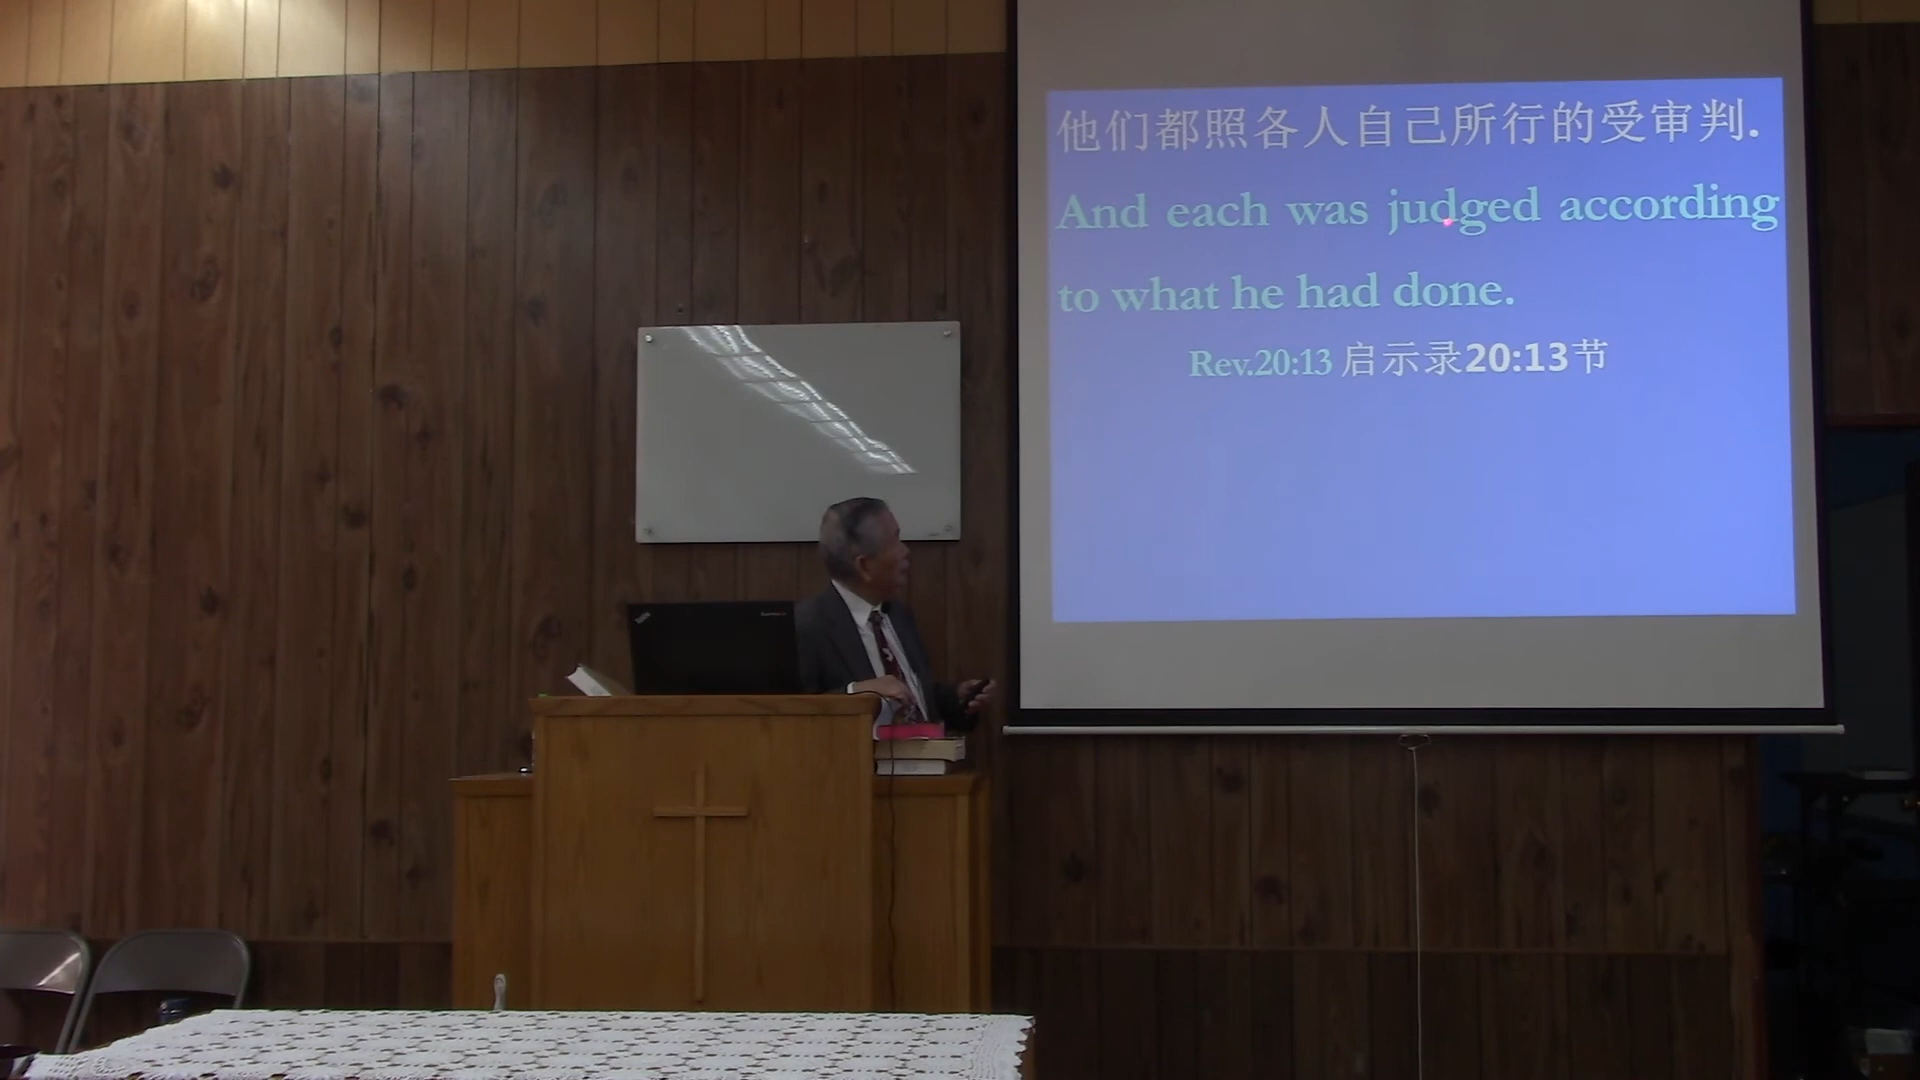 他们都照各人自己所行的受审判.
And each was judged according
to what he had done.
Rev.20:13 启示录20:13节